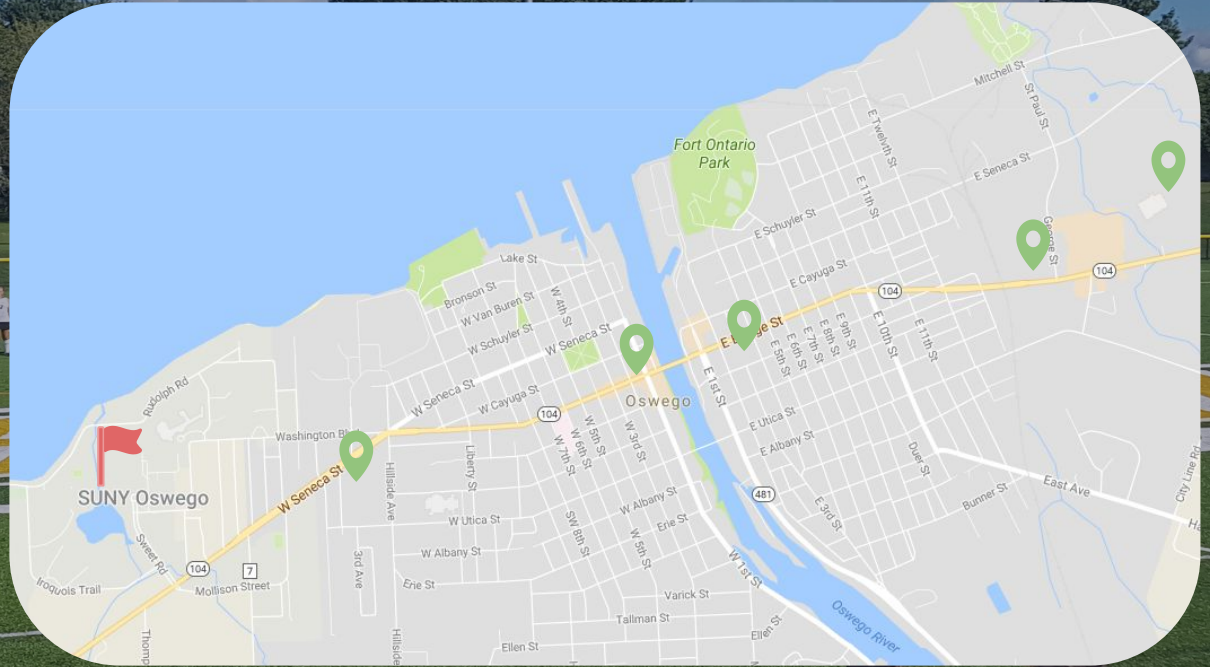 Mitchell St
St Paul St
E Twelvth St
Fort Ontario
Park
E Seneca St
E 11th St
George St
E Schuyler St
Lake St
E Cayuga St
104
Bronson St
W 4th St
104
W Van Buren St
W Schuyler St
W Seneca St
E 5th St
E 6th St
E 7th St
E 8th St
E 9th St
E 10th St
E 11th St
Rudolph Rd
W Seneca St
W Cayuga St
E 1st St
Oswego
104
Washington
W 7th St
W 6th St
W 5th St
W 3rd St
E Utica St
E Albany St
Duer St
SUNY Oswego
W Seneca St
Hillside Ave
Liberty St
481
East Ave
City Line Rd
Bunner St
W Albany St
E 3rd St
W Utica St
Erie St
SW 8th St
W 5th St
Sweet Rd
W Albany St
W 1st St
104
7
3rd Ave
Iroquois Trail
Mollison Street
Erie St
Varick St
Tallman St
Oswego River
Thorp
Hillside
Ellen St
Ellen St